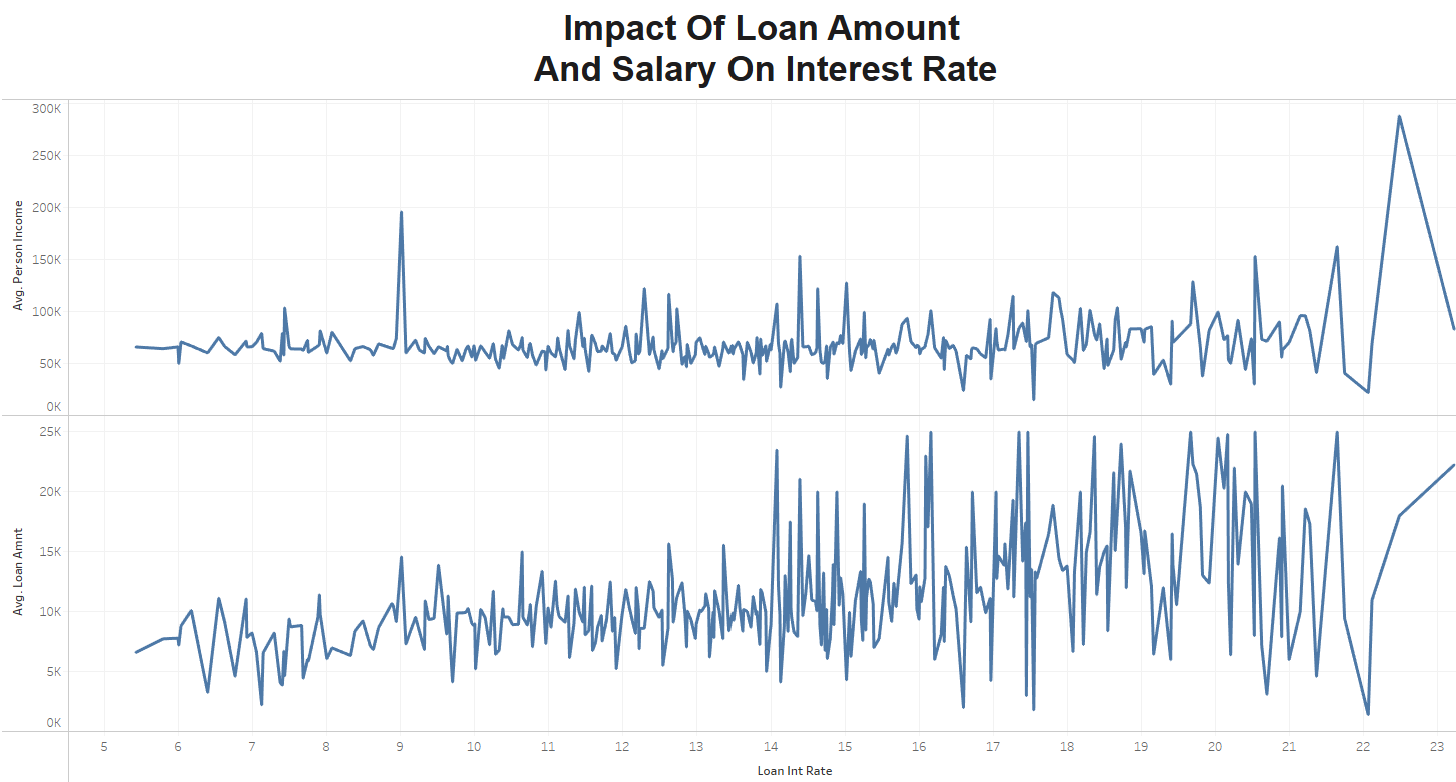 Impact Of Loan Amount
And Salary On Interest Rate
300K
250K
200K
150K
100K
50K
0K
Avg. Person Income
25K
20K
15K
10K
5K
0K
Avg. Loan Amnt
5 6 7 8 9 10 11 12 13 14 15 16 17 18 19 20 21 22 23
Loan Int Rate